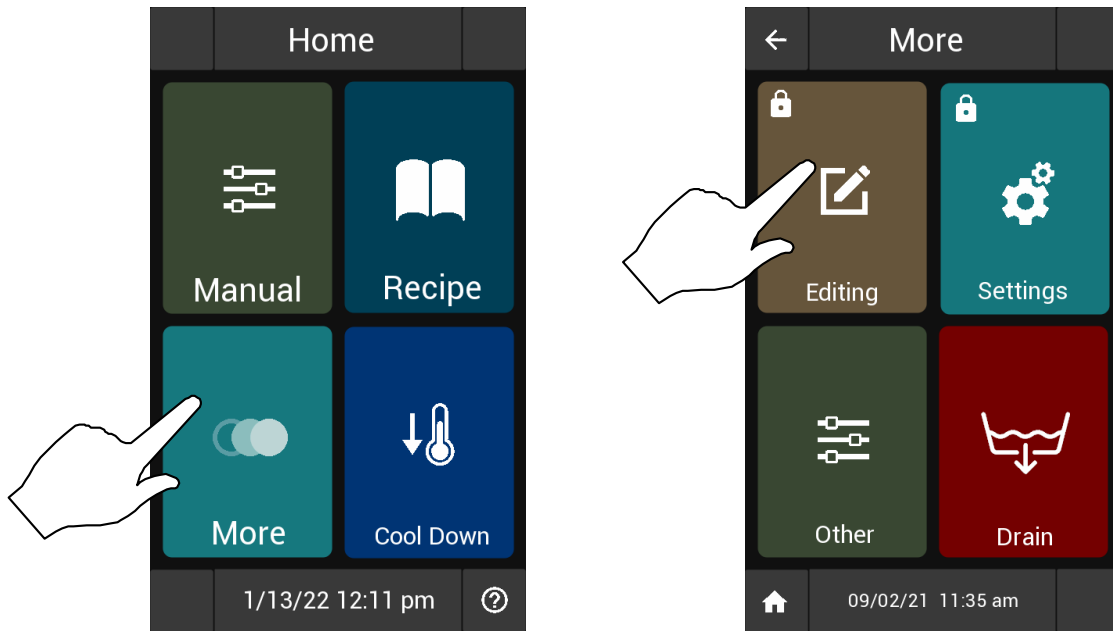 Home
Manual
Recipe
More
Cool Down
1/13/22 12:11 pm
More
Editing
Settings
Other
Drain
09/02/21 11:35 am